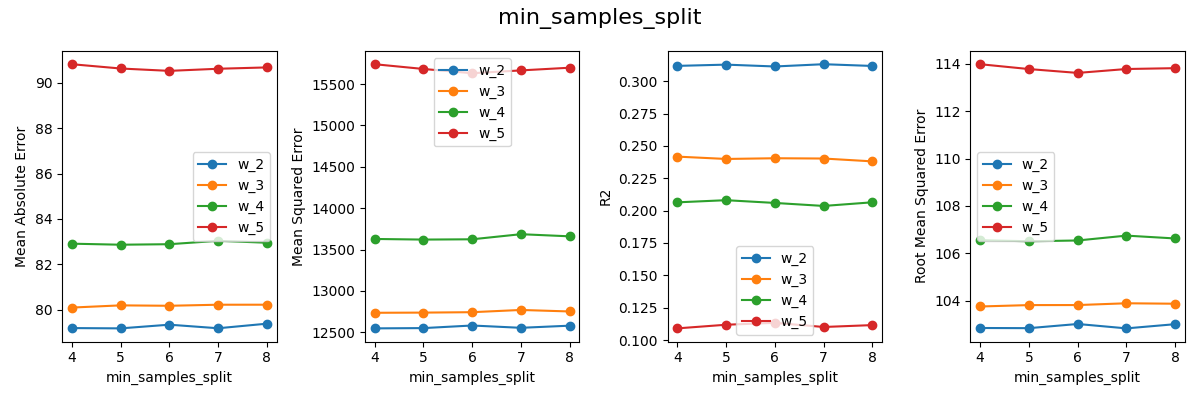 min_samples_split
Mean Absolute Error
90
88
86
84
82
80
4 5 6 7 8
min_samples_split
w_2
w_3
w_4
w_5
Mean Squared Error
15500
15000
14500
14000
13500
13000
12500
4 5 6 7 8
min_samples_split
w_2
w_3
w_4
w_5
R2
0.300
0.275
0.250
0.225
0.200
0.175
0.150
0.125
0.100
4 5 6 7 8
min_samples_split
w_2
w_3
w_4
w_5
Root Mean Squared Error
114
112
110
108
106
104
4 5 6 7 8
min_samples_split
w_2
w_3
w_4
w_5